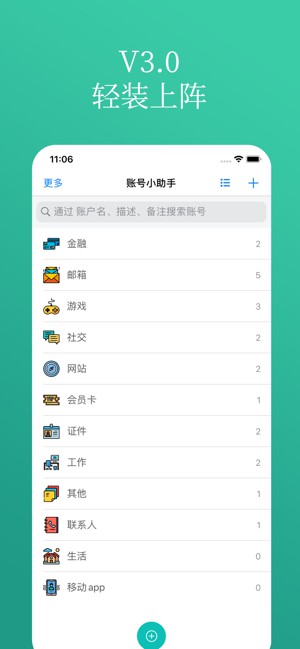 V3.0
轻装上阵
11:06
更多
账号小助手
通过 账户名、描述、备注搜索账号
金融 2
邮箱 5
游戏 3
社交 2
网站 2
会员卡 1
证件 2
工作 2
其他 1
联系人 1
生活 0
移动app 0